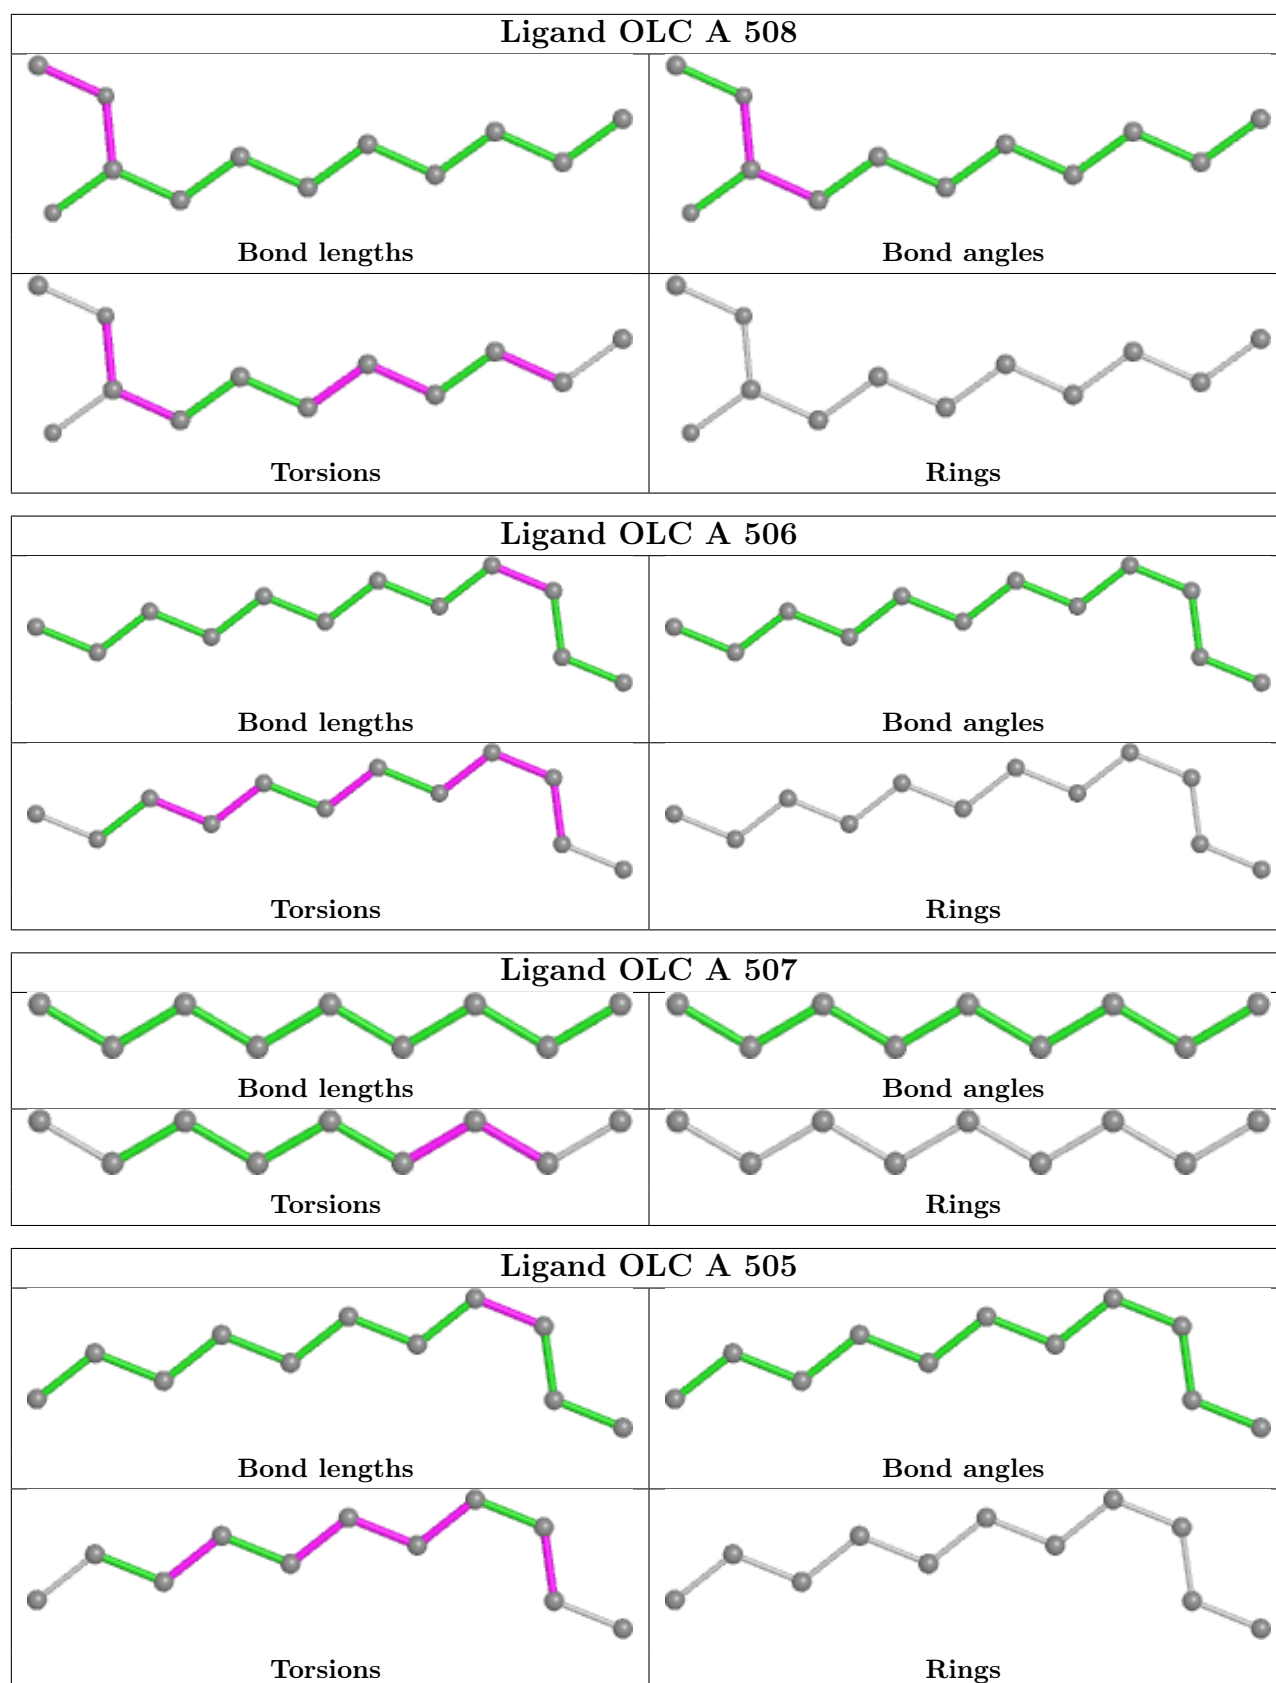 Ligand OLC A 508
Bond lengths
Bond angles
Torsions
Rings
Ligand OLC A 506
Bond lengths
Bond angles
Torsions
Rings
Ligand OLC A 507
Bond lengths
Bond angles
Torsions
Rings
Ligand OLC A 505
Bond lengths
Bond angles
Torsions
Rings